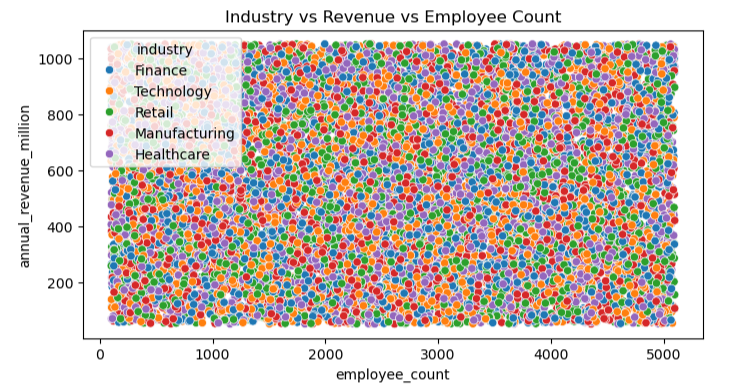 Industry vs Revenue vs Employee Count
annual_revenue_million
1000
800
600
400
200
industry
Finance
Technology
Retail
Manufacturing
Healthcare
0 1000 2000 3000 4000 5000
employee_count